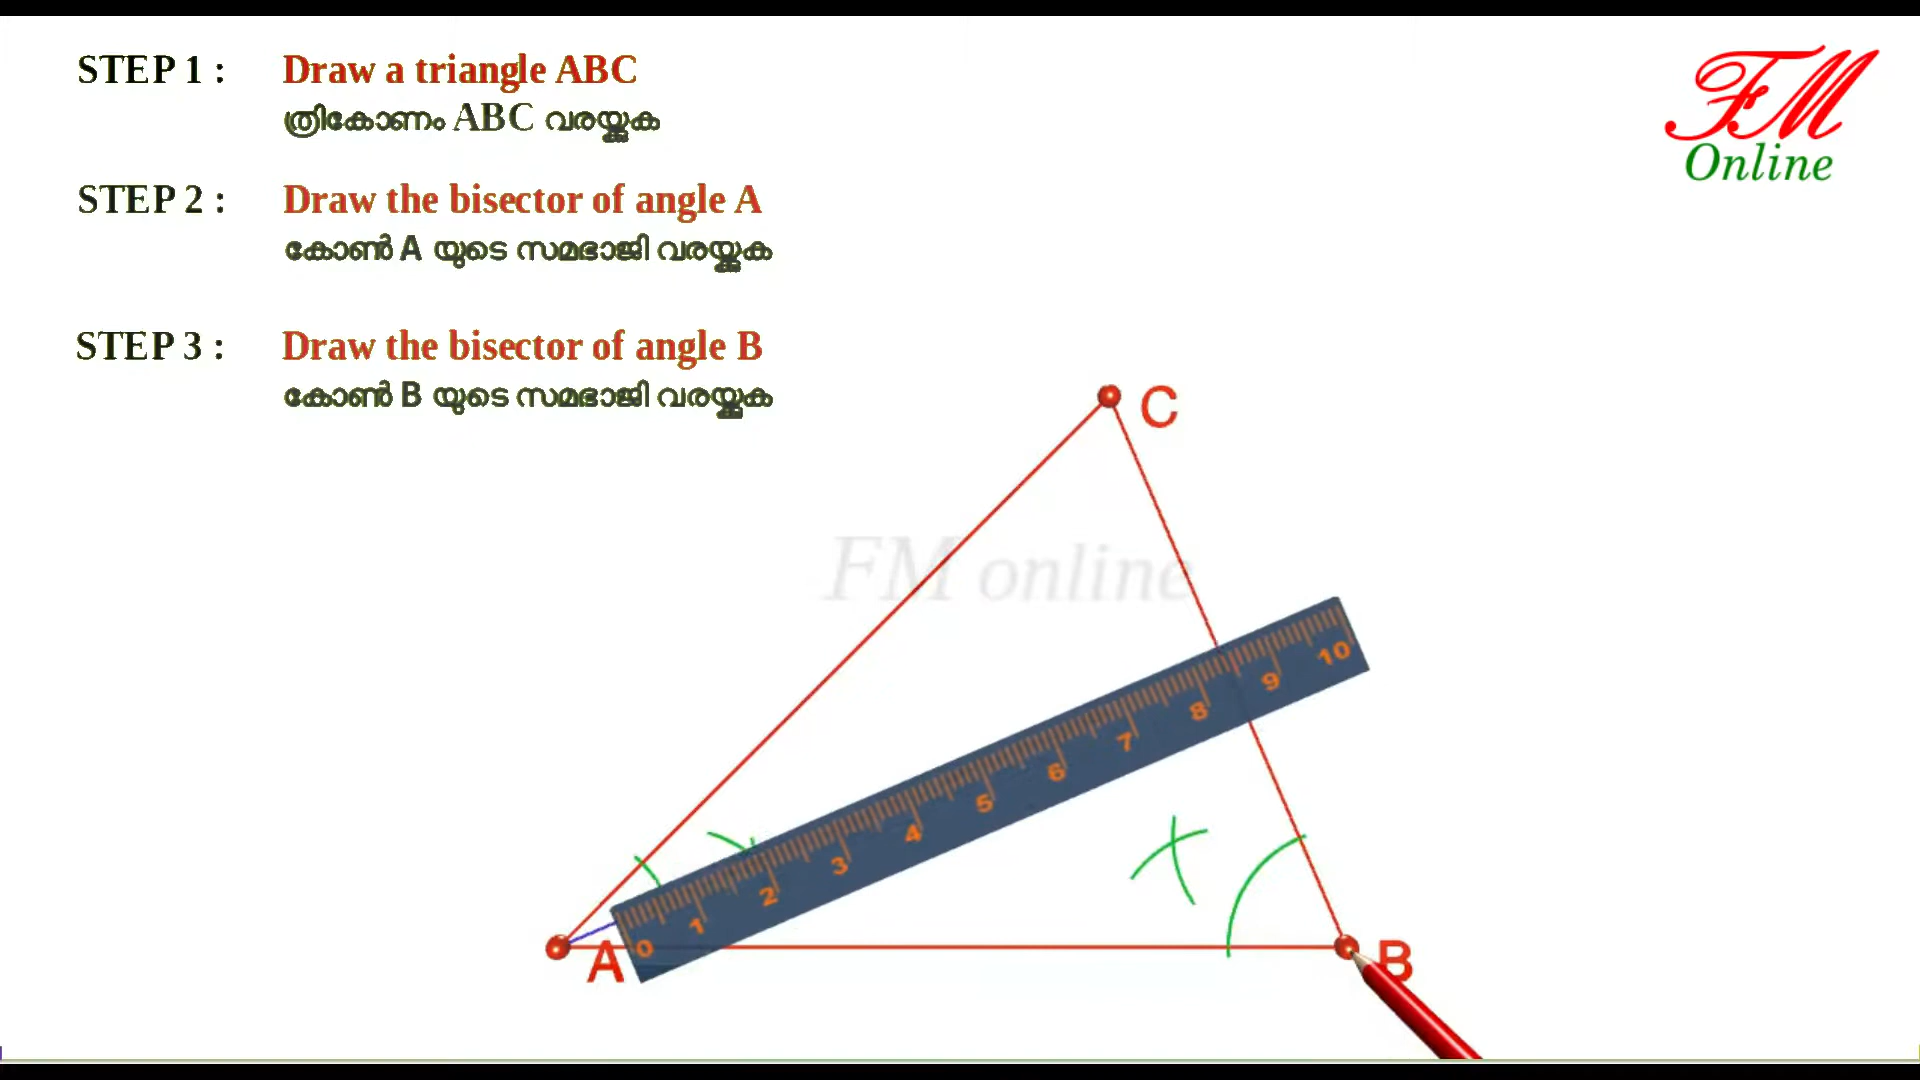 STEP 1 : Draw a triangle ABC
ത്രികോണം ABC വരയ്ക്കുക
STEP 2 : Draw the bisector of angle A
കോൺ A യുടെ സമഭാജി വരയ്ക്കുക
STEP 3 : Draw the bisector of angle B
കോൺ B യുടെ സമഭാജി വരയ്ക്കുക
FM
Online
C
FM online
0 1 2 3 4 5 6 7 8 9 10
A
B